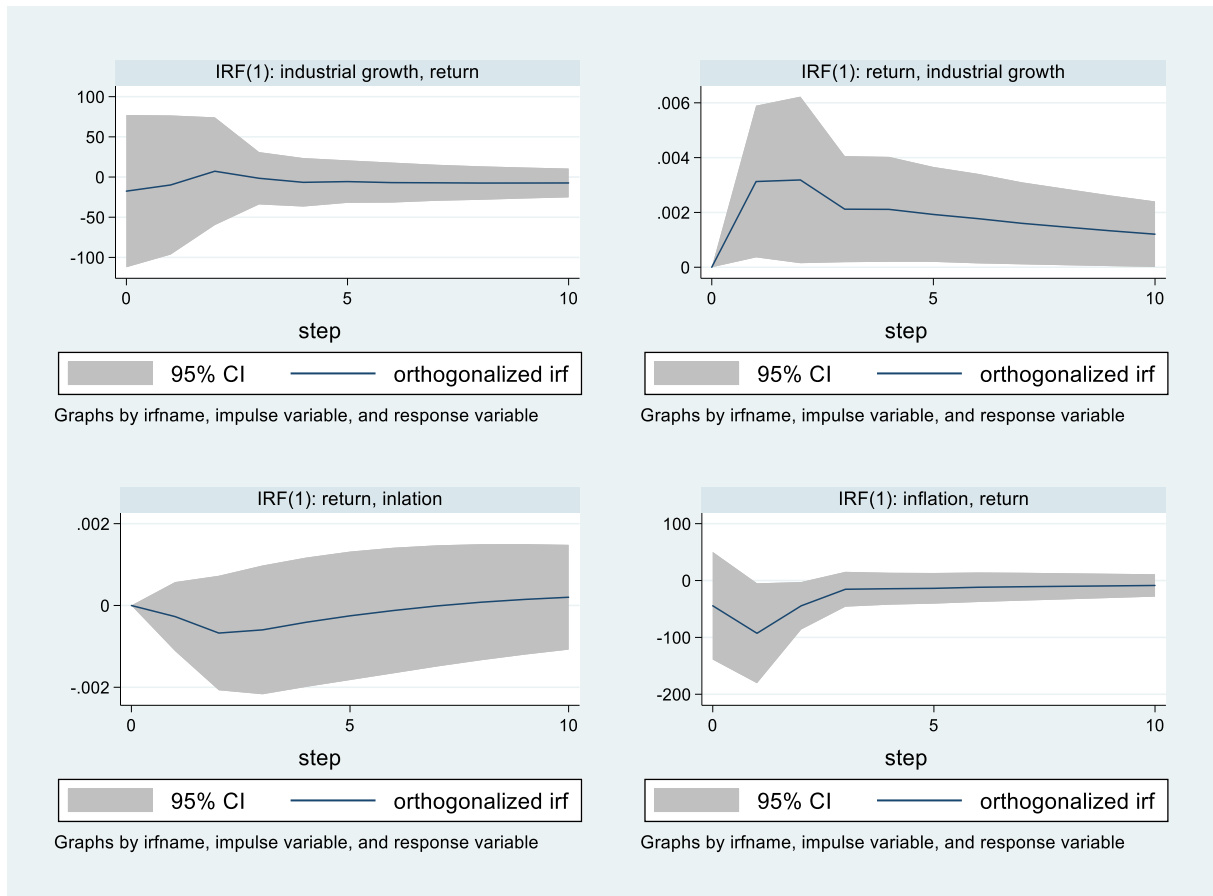 IRF(1): industrial growth, return
100
50
0
-50
-100
0 5 10
step
95% CI orthogonalized irf
Graphs by irfname, impulse variable, and response variable
IRF(1): return, industrial growth
.006
.004
.002
0
0 5 10
step
95% CI orthogonalized irf
Graphs by irfname, impulse variable, and response variable
IRF(1): return, inlation
.002
0
-.002
0 5 10
step
95% CI orthogonalized irf
Graphs by irfname, impulse variable, and response variable
IRF(1): inflation, return
100
0
-100
-200
0 5 10
step
95% CI orthogonalized irf
Graphs by irfname, impulse variable, and response variable